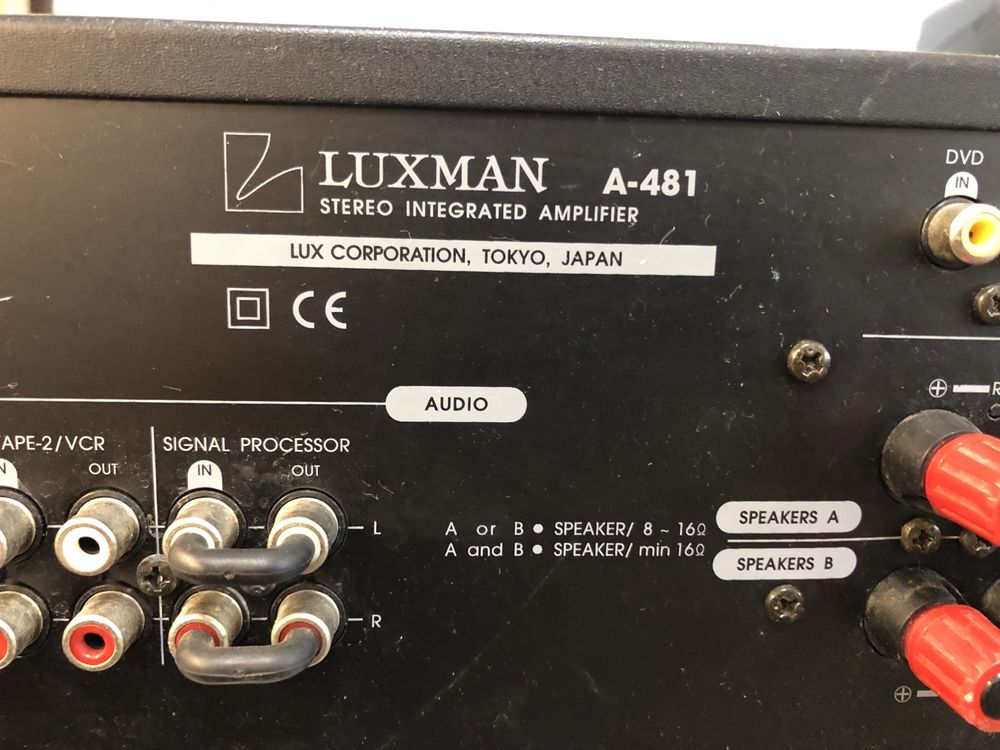 LUXMAN A-481
STEREO INTEGRATED AMPLIFIER
LUX CORPORATION, TOKYO, JAPAN
CE
DVD
IN
AUDIO
APE-2/VCR
N
OUT
SIGNAL PROCESSOR
IN
OUT
L
R
A or B ● SPEAKER/ 8 ~ 16Ω
A and B ● SPEAKER/ min 16Ω
SPEAKERS A
SPEAKERS B
⊕ R
⊕